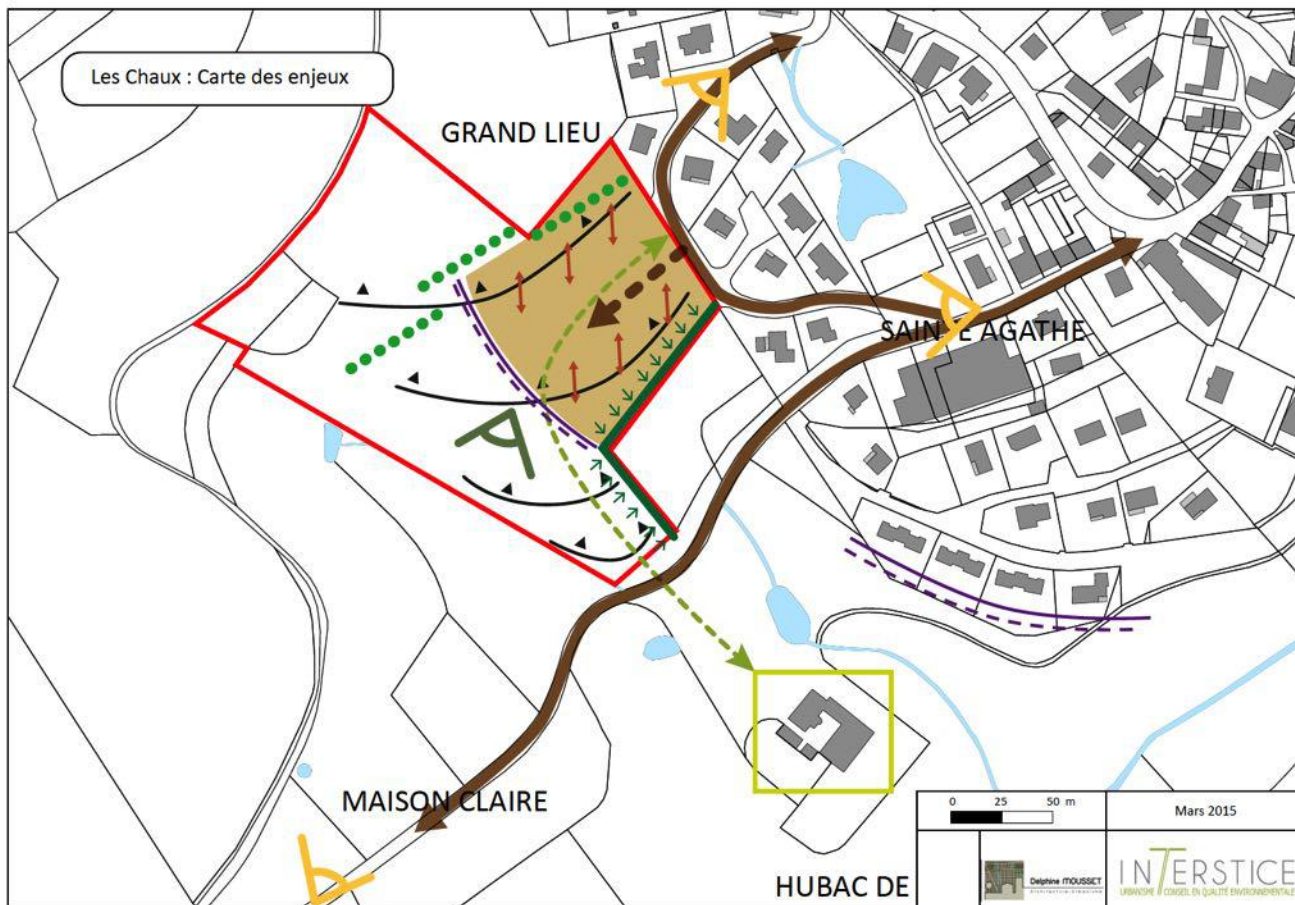 Les Chaux : Carte des enjeux
GRAND LIEU
SAINTE AGATHE
MAISON CLAIRE
HUBAC DE
0 25 50 m
Mars 2015
Delphine MOUSSET
INTERSTICE
URBANISME CONSEIL EN QUALITÉ ENVIRONNEMENTALE